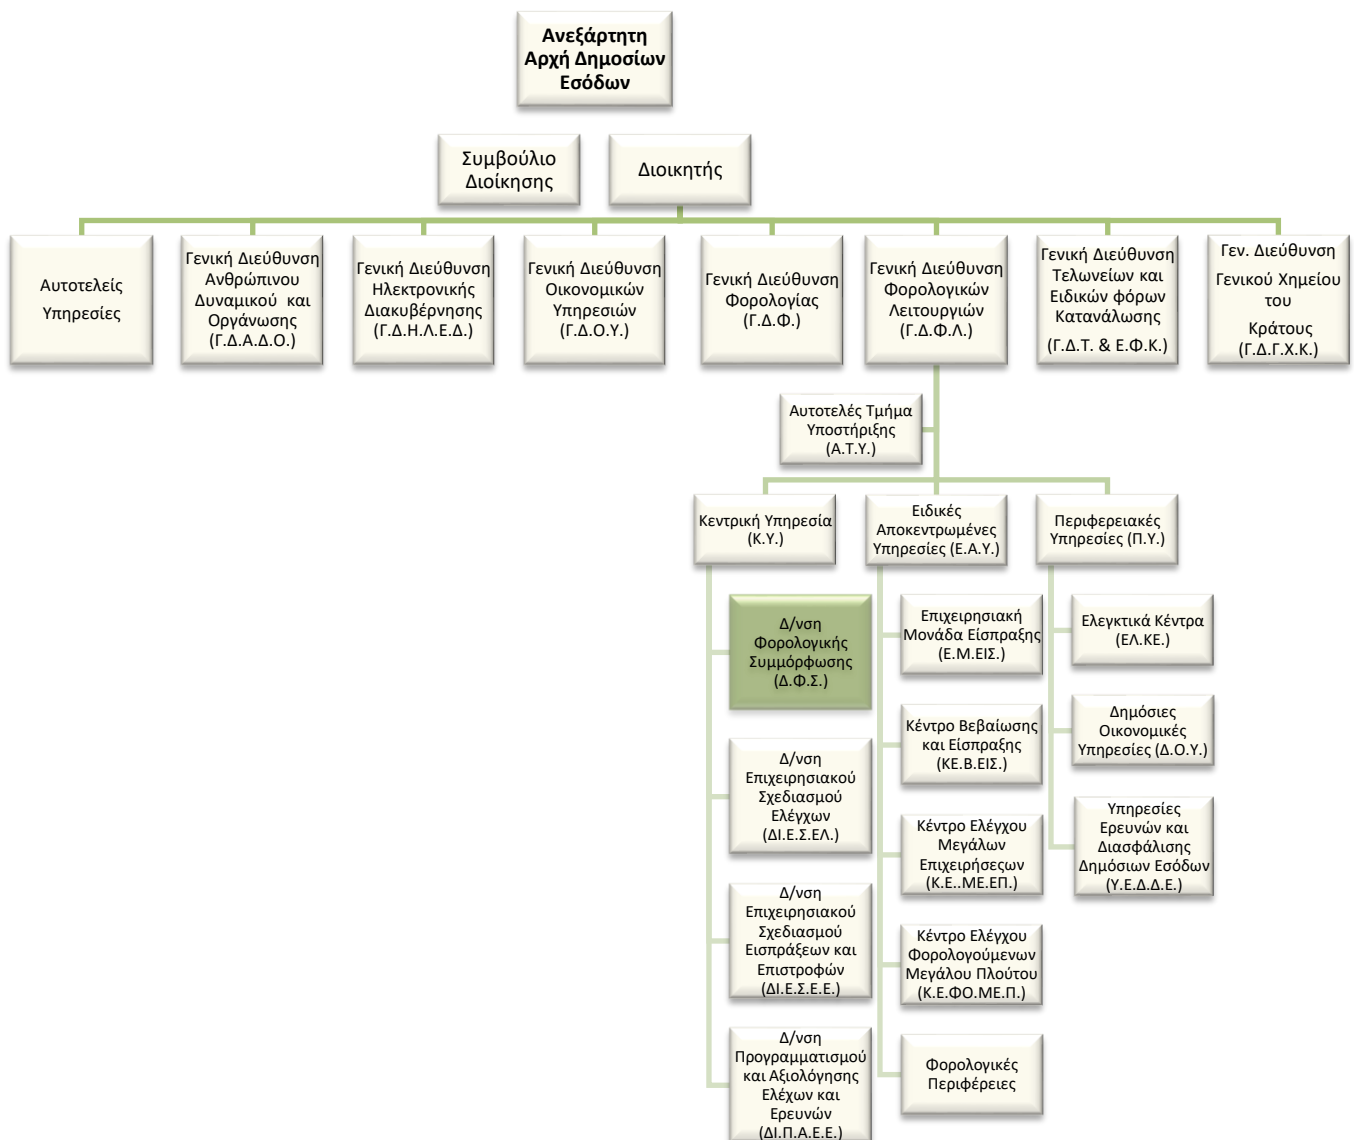 Ανεξάρτητη
Αρχή Δημοσίων
Εσόδων
Συμβούλιο
Διοίκησης
Διοικητής
Αυτοτελείς
Υπηρεσίες
Γενική Διεύθυνση
Ανθρώπινου
Δυναμικού και
Οργάνωσης
(Γ.Δ.Α.Δ.Ο.)
Γενική Διεύθυνση
Ηλεκτρονικής
Διακυβέρνησης
(Γ.Δ.Η.Λ.Ε.Δ.)
Γενική Διεύθυνση
Οικονομικών
Υπηρεσιών
(Γ.Δ.Ο.Υ.)
Γενική Διεύθυνση
Φορολογίας
(Γ.Δ.Φ.)
Γενική Διεύθυνση
Φορολογικών
Λειτουργιών
(Γ.Δ.Φ.Λ.)
Γενική Διεύθυνση
Τελωνείων και
Ειδικών φόρων
Κατανάλωσης
(Γ.Δ.Τ. & Ε.Φ.Κ.)
Γεν. Διεύθυνση
Γενικού Χημείου
του
Κράτους
(Γ.Δ.Γ.Χ.Κ.)
Αυτοτελές Τμήμα
Υποστήριξης
(Α.Τ.Υ.)
Κεντρική Υπηρεσία
(Κ.Υ.)
Δ/νση
Φορολογικής
Συμμόρφωσης
(Δ.Φ.Σ.)
Δ/νση
Επιχειρησιακού
Σχεδιασμού
Ελέγχων
(ΔΙ.Ε.Σ.ΕΛ.)
Δ/νση
Επιχειρησιακού
Σχεδιασμού
Εισπράξεων και
Επιστροφών
(ΔΙ.Ε.Σ.Ε.Ε.)
Δ/νση
Προγραμματισμού
και Αξιολόγησης
Ελέχων και
Ερευνών
(ΔΙ.Π.Α.Ε.Ε.)
Ειδικές
Αποκεντρωμένες
Υπηρεσίες (Ε.Α.Υ.)
Επιχειρησιακή
Μονάδα Είσπραξης
(Ε.Μ.ΕΙΣ.)
Κέντρο Βεβαίωσης
και Είσπραξης
(ΚΕ.Β.ΕΙΣ.)
Κέντρο Ελέγχου
Μεγάλων
Επιχειρήσεςων
(Κ.Ε..ΜΕ.ΕΠ.)
Κέντρο Ελέγχου
Φορολογούμενων
Μεγάλου Πλούτου
(Κ.Ε.ΦΟ.ΜΕ.Π.)
Φορολογικές
Περιφέρειες
Περιφερειακές
Υπηρεσίες (Π.Υ.)
Ελεγκτικά Κέντρα
(ΕΛ.ΚΕ.)
Δημόσιες
Οικονομικές
Υπηρεσίες (Δ.Ο.Υ.)
Υπηρεσίες
Ερευνών και
Διασφάλισης
Δημόσιων Εσόδων
(Υ.Ε.Δ.Δ.Ε.)